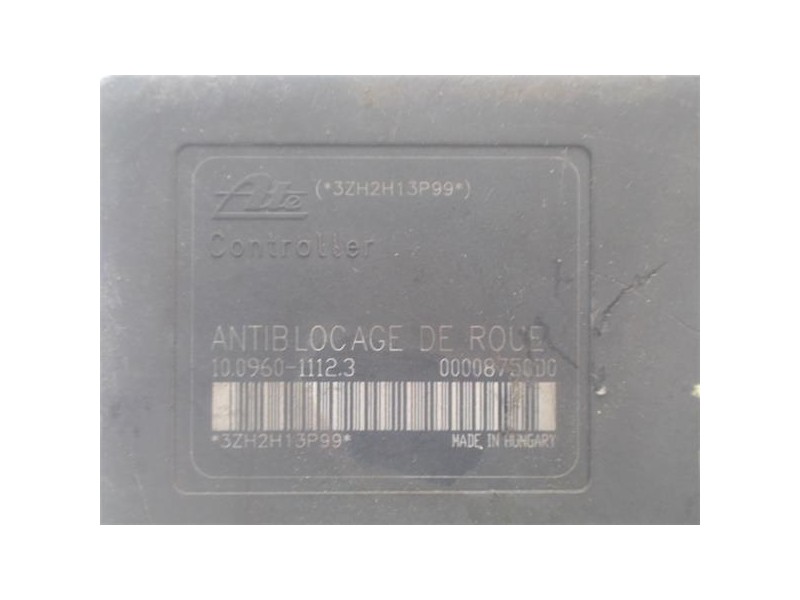 Ate (*3ZH2H13P99*)
Controller
ANTIBLOCAGE DE ROUE
10.0960-1112.3 00008750D0
*3ZH2H13P99*
MADE IN HUNGARY